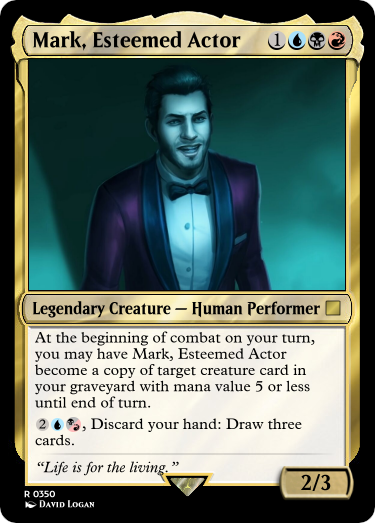 Mark, Esteemed Actor 1
Legendary Creature — Human Performer
At the beginning of combat on your turn,
you may have Mark, Esteemed Actor
become a copy of target creature card in
your graveyard with mana value 5 or less
until end of turn.
2, Discard your hand: Draw three
cards.
“Life is for the living.”
2/3
R 0350
David Logan